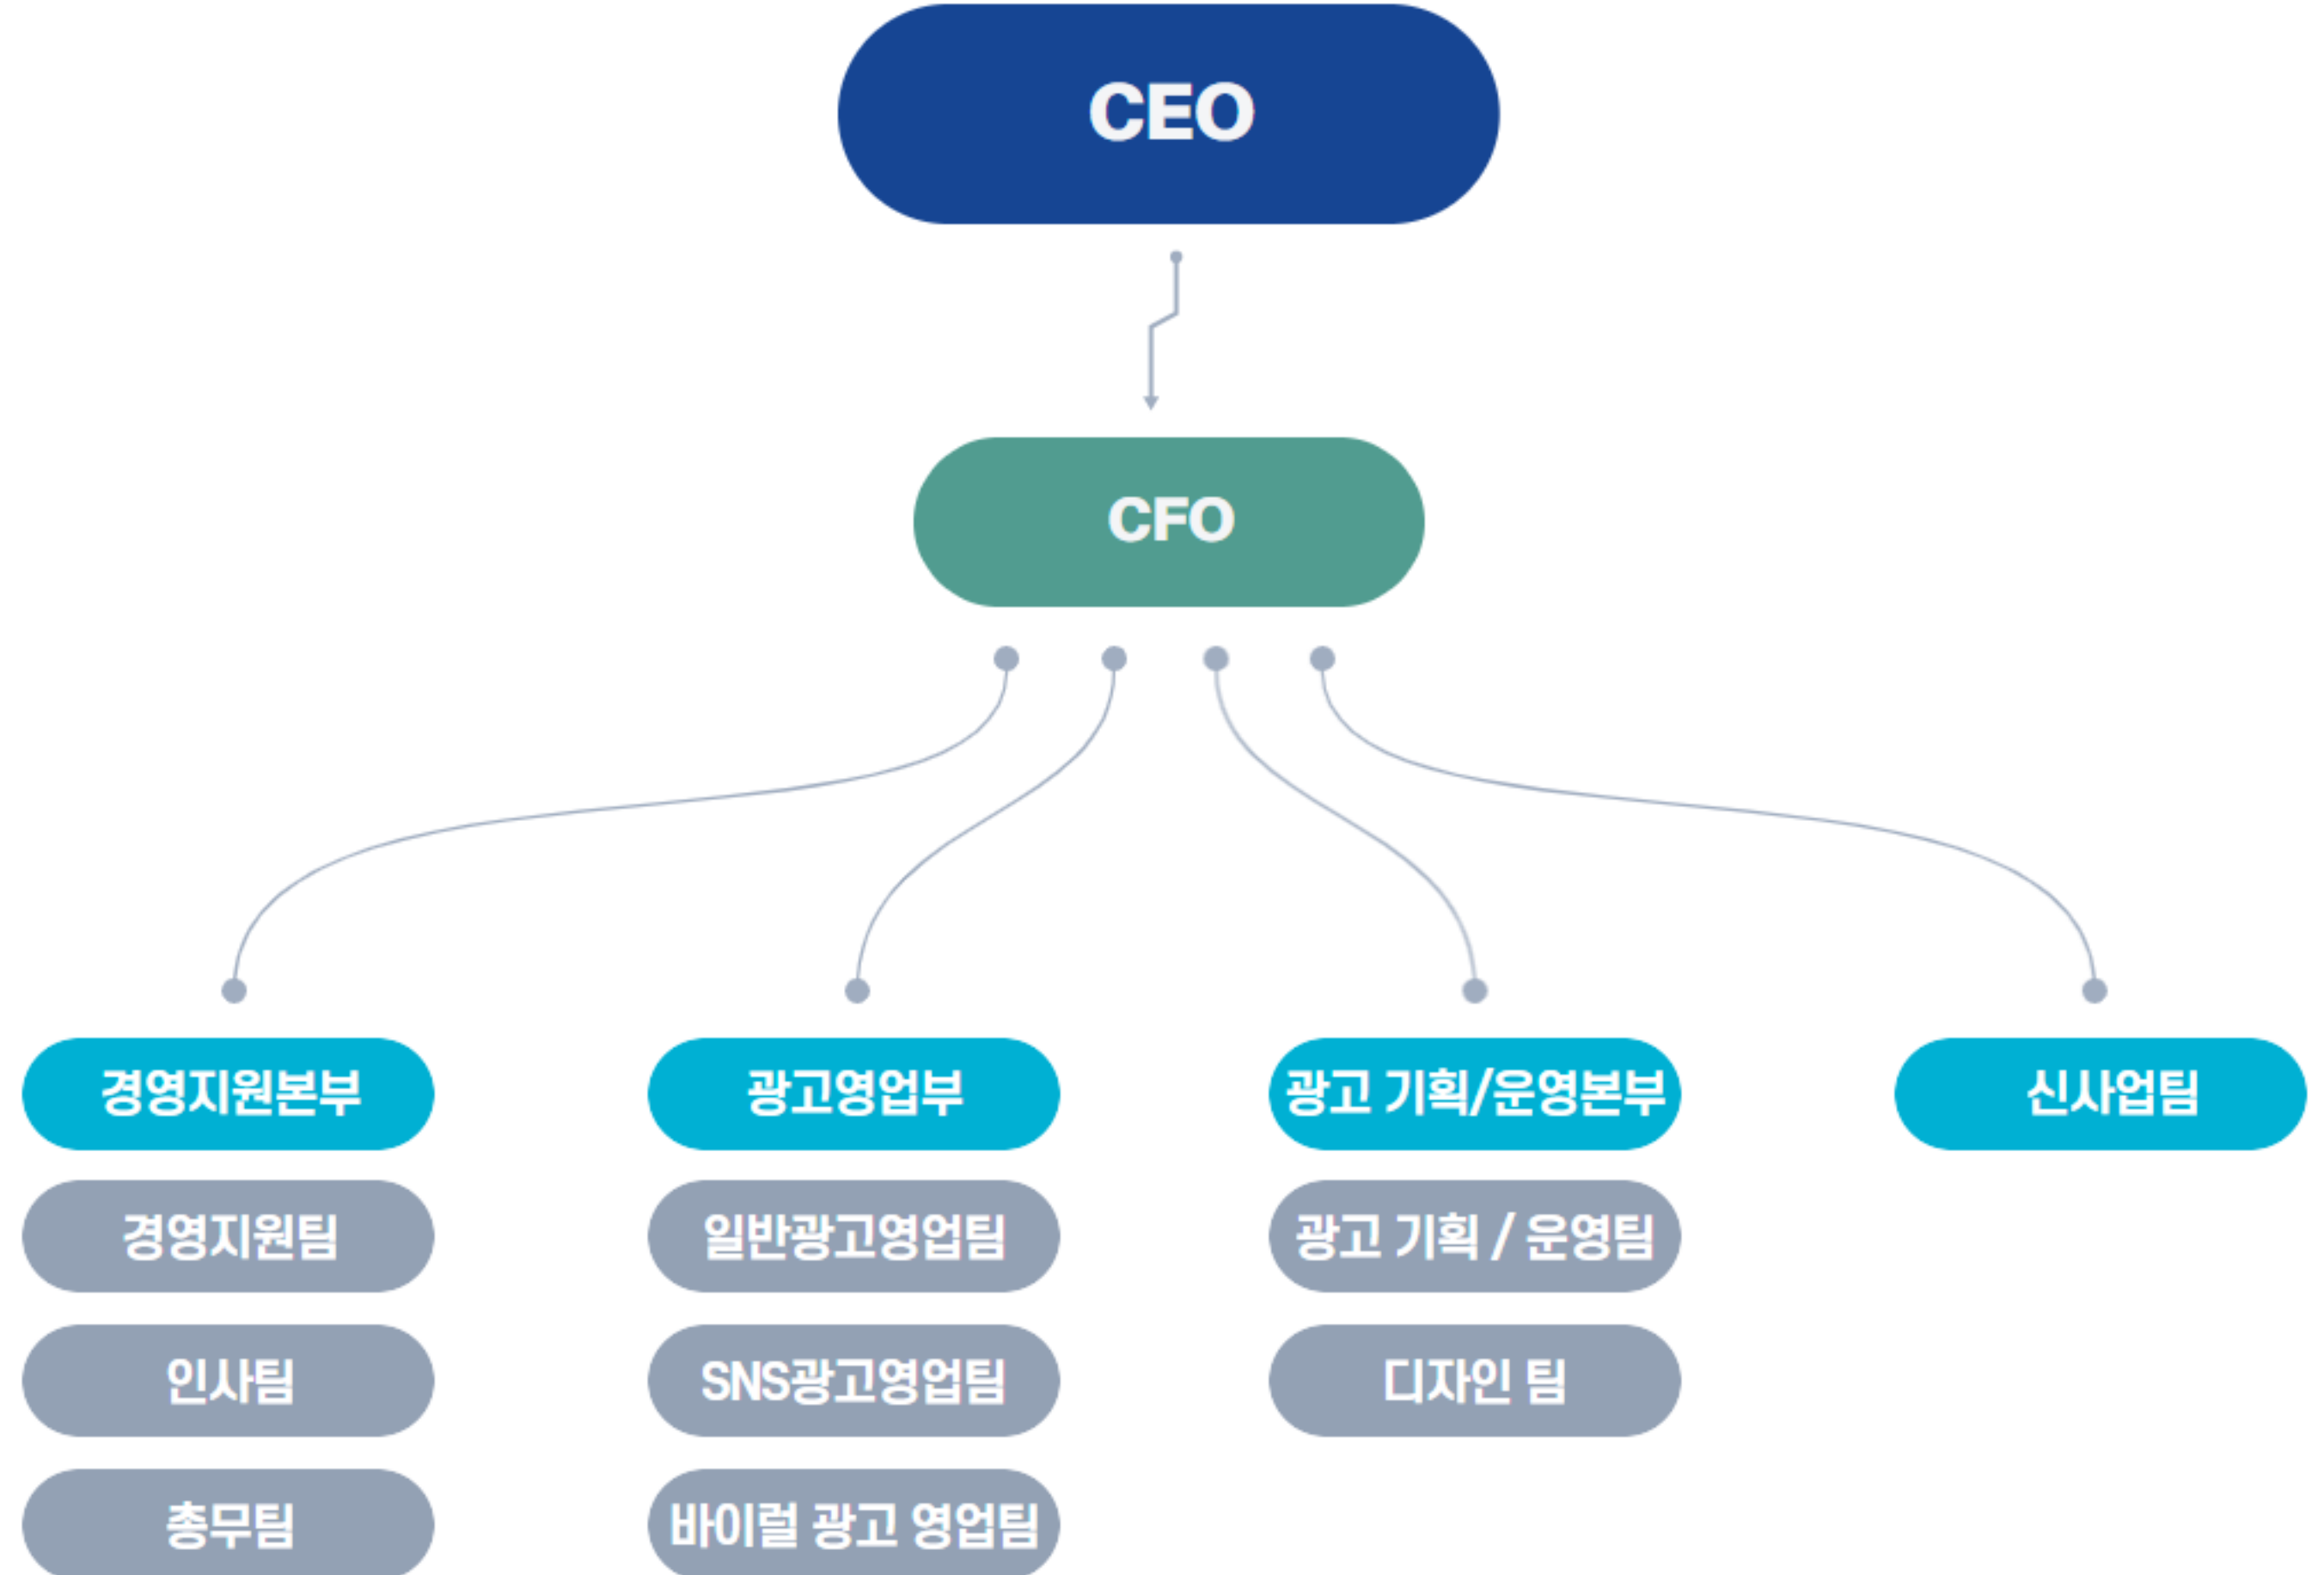 CEO
CFO
경영지원본부
경영지원팀
인사팀
총무팀
광고영업부
일반광고영업팀
SNS광고영업팀
바이럴 광고 영업팀
광고 기획/운영본부
광고 기획 / 운영팀
디자인 팀
신사업팀